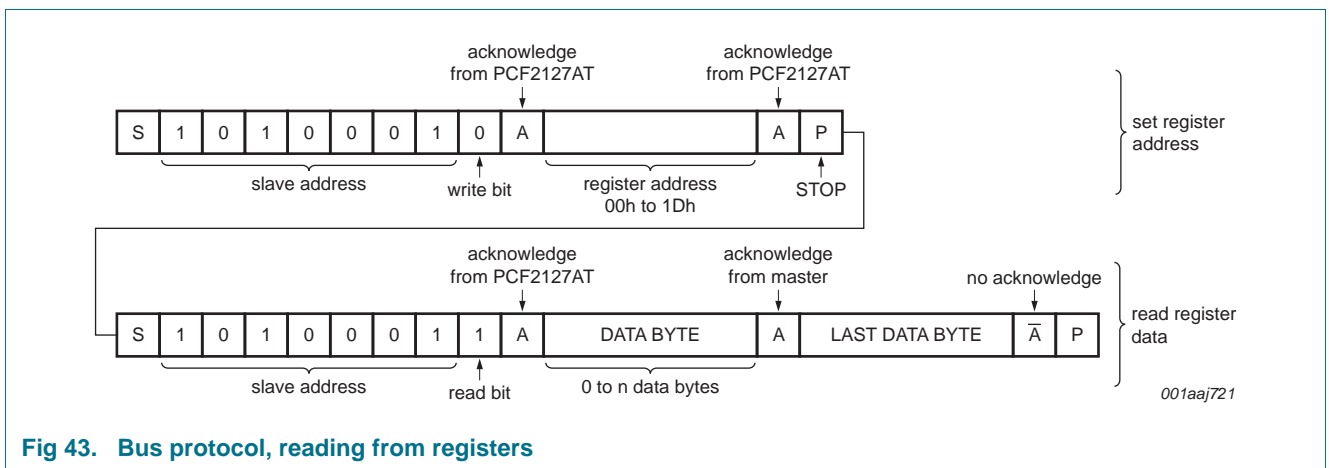 acknowledge
from PCF2127AT
acknowledge
from PCF2127AT
S 1 0 1 0 0 0 1 0 A A P
set register
address
slave address
write bit
register address
00h to 1Dh
STOP
acknowledge
from PCF2127AT
acknowledge
from master
no acknowledge
S 1 0 1 0 0 0 1 1 A DATA BYTE A LAST DATA BYTE A̅ P
read register
data
slave address
read bit
0 to n data bytes
001aaj721
Fig 43. Bus protocol, reading from registers